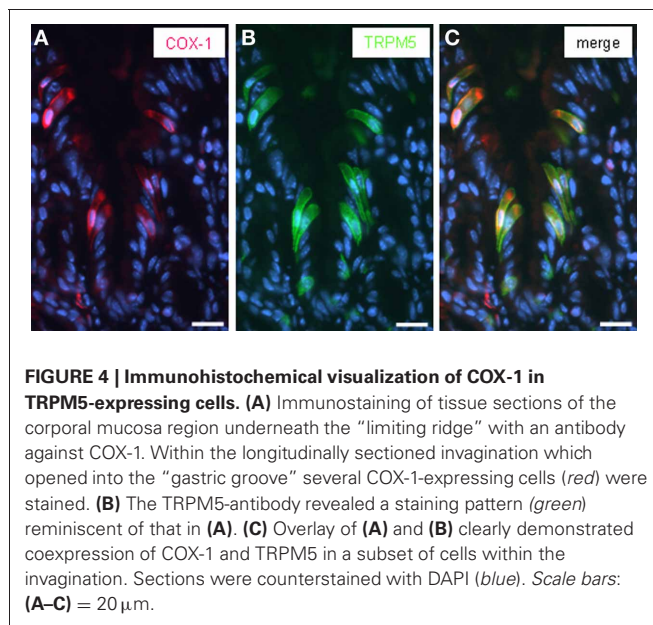 A COX-1 B TRPM5 C merge
FIGURE 4 | Immunohistochemical visualization of COX-1 in
TRPM5-expressing cells. (A) Immunostaining of tissue sections of the
corporal mucosa region underneath the “limiting ridge” with an antibody
against COX-1. Within the longitudinally sectioned invagination which
opened into the “gastric groove” several COX-1-expressing cells (red) were
stained. (B) The TRPM5-antibody revealed a staining pattern (green)
reminiscent of that in (A). (C) Overlay of (A) and (B) clearly demonstrated
coexpression of COX-1 and TRPM5 in a subset of cells within the
invagination. Sections were counterstained with DAPI (blue). Scale bars:
(A–C) = 20 μm.